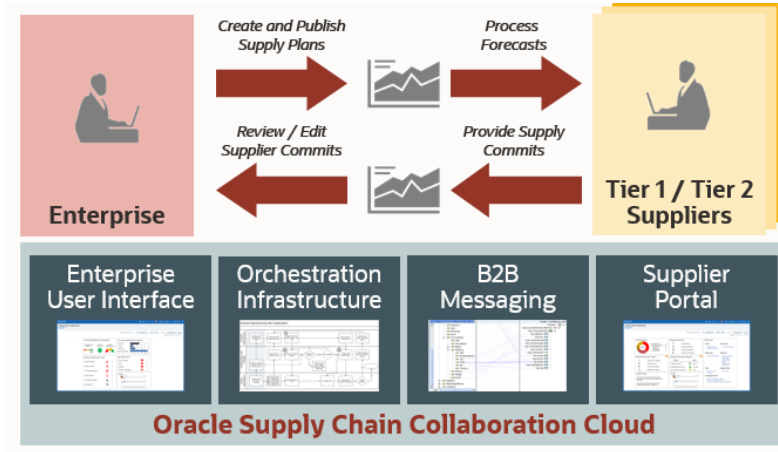 Create and Publish
Supply Plans
Process
Forecasts
Review / Edit
Supplier Commits
Provide Supply
Commits
Enterprise
Tier 1 / Tier 2
Suppliers
Enterprise
User Interface
Orchestration
Infrastructure
B2B
Messaging
Supplier
Portal
Oracle Supply Chain Collaboration Cloud